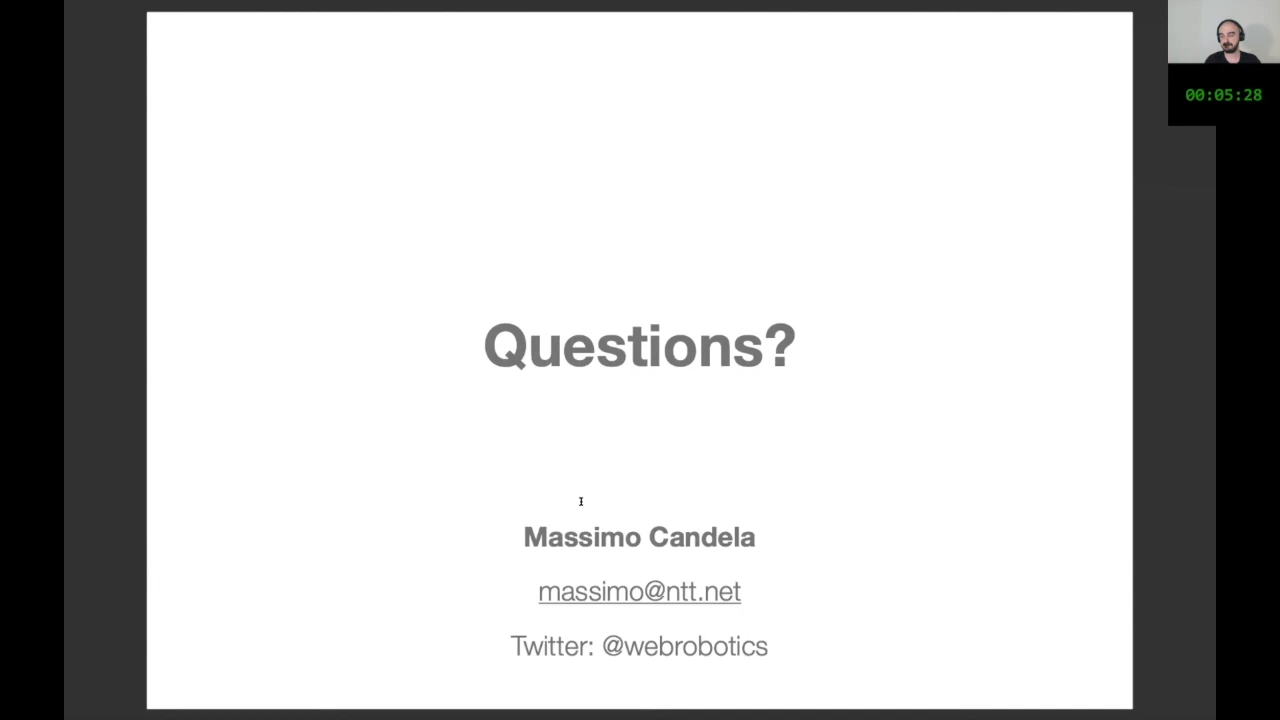 00:05:28
Questions?
Massimo Candela
massimo@ntt.net
Twitter: @webrobotics